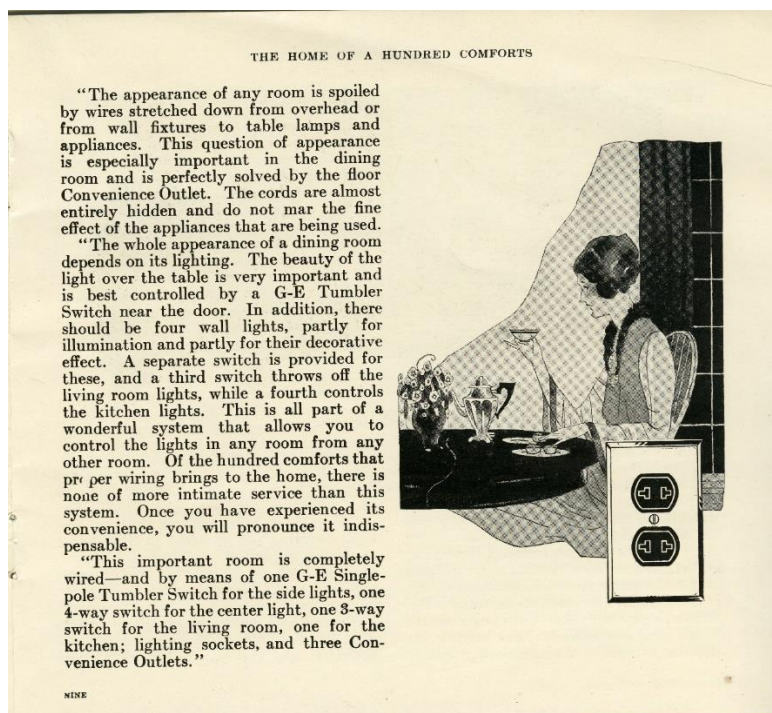 THE HOME OF A HUNDRED COMFORTS
“The appearance of any room is spoiled
by wires stretched down from overhead or
from wall fixtures to table lamps and
appliances. This question of appearance
is especially important in the dining
room and is perfectly solved by the floor
Convenience Outlet. The cords are almost
entirely hidden and do not mar the fine
effect of the appliances that are being used.
“The whole appearance of a dining room
depends on its lighting. The beauty of the
light over the table is very important and
is best controlled by a G-E Tumbler
Switch near the door. In addition, there
should be four wall lights, partly for
illumination and partly for their decorative
effect. A separate switch is provided for
these, and a third switch throws off the
living room lights, while a fourth controls
the kitchen lights. This is all part of a
wonderful system that allows you to
control the lights in any room from any
other room. Of the hundred comforts that
proper wiring brings to the home, there is
none of more intimate service than this
system. Once you have experienced its
convenience, you will pronounce it indis-
pensable.
“This important room is completely
wired—and by means of one G-E Single-
pole Tumbler Switch for the side lights, one
4-way switch for the center light, one 3-way
switch for the living room, one for the
kitchen; lighting sockets, and three Con-
venience Outlets.”
NINE